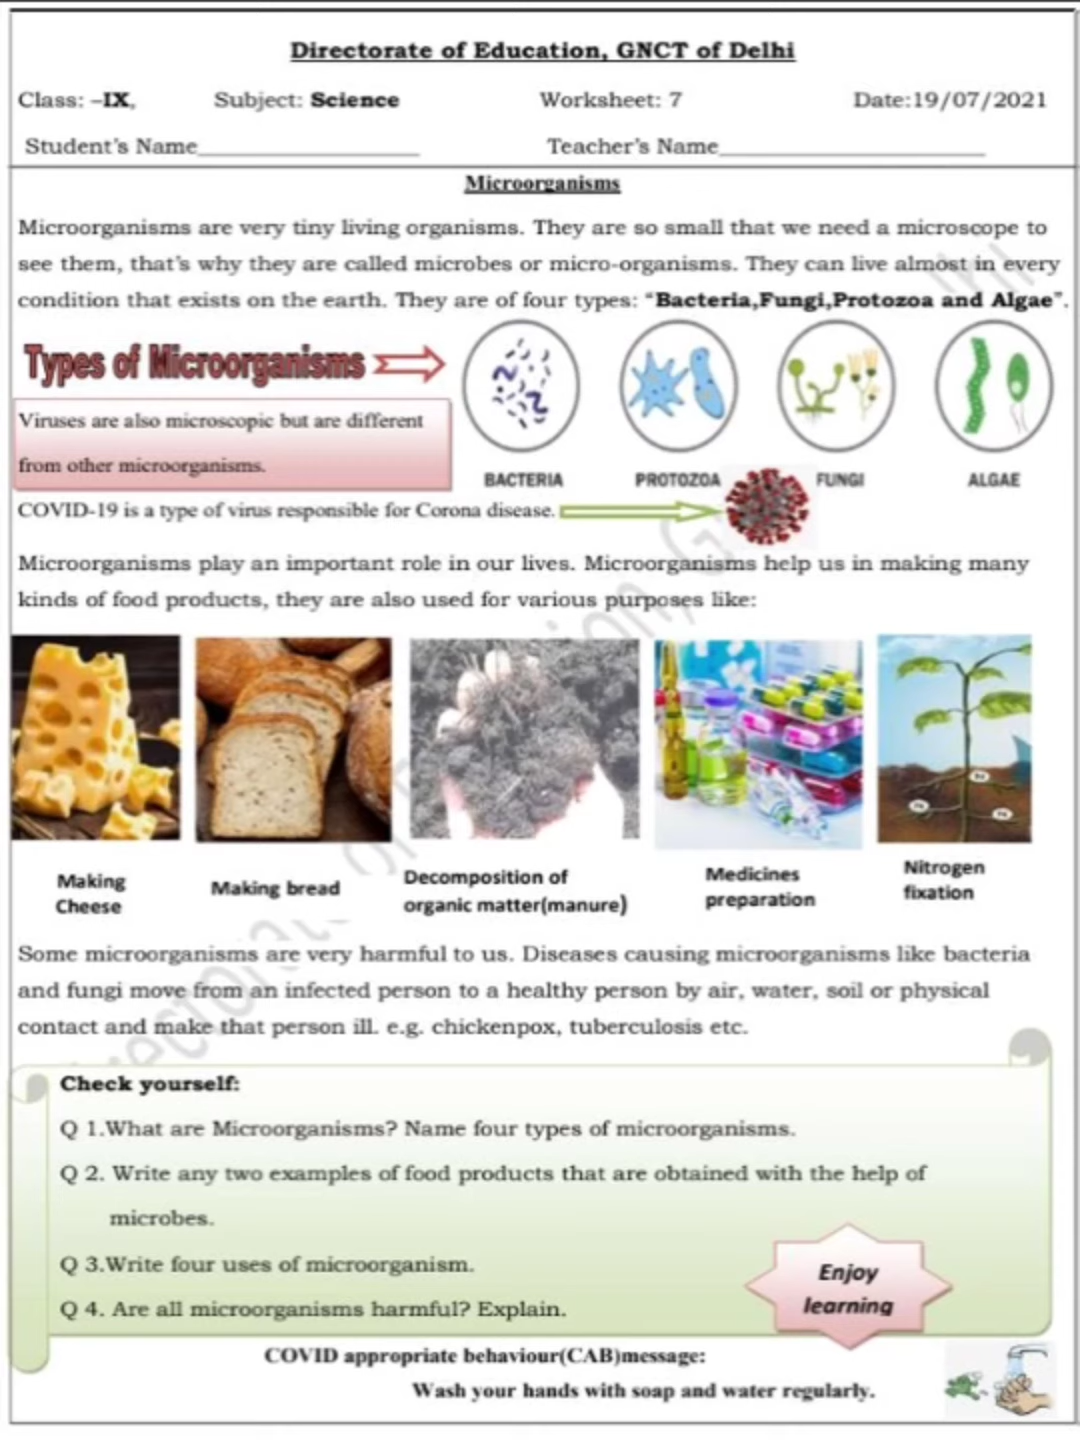 Directorate of Education, GNCT of Delhi
Class: –IX, Subject: Science Worksheet: 7 Date:19/07/2021
Student's Name____________________ Teacher's Name________________________
Microorganisms
Microorganisms are very tiny living organisms. They are so small that we need a microscope to
see them, that's why they are called microbes or micro-organisms. They can live almost in every
condition that exists on the earth. They are of four types: "Bacteria,Fungi,Protozoa and Algae".
Types of Microorganisms
Viruses are also microscopic but are different
from other microorganisms.
BACTERIA PROTOZOA FUNGI ALGAE
COVID-19 is a type of virus responsible for Corona disease.
Microorganisms play an important role in our lives. Microorganisms help us in making many
kinds of food products, they are also used for various purposes like:
Making
Cheese
Making bread
Decomposition of
organic matter(manure)
Medicines
preparation
Nitrogen
fixation
Some microorganisms are very harmful to us. Diseases causing microorganisms like bacteria
and fungi move from an infected person to a healthy person by air, water, soil or physical
contact and make that person ill. e.g. chickenpox, tuberculosis etc.
Check yourself:
Q 1.What are Microorganisms? Name four types of microorganisms.
Q 2. Write any two examples of food products that are obtained with the help of
microbes.
Q 3.Write four uses of microorganism.
Q 4. Are all microorganisms harmful? Explain.
Enjoy
learning
COVID appropriate behaviour(CAB)message:
Wash your hands with soap and water regularly.